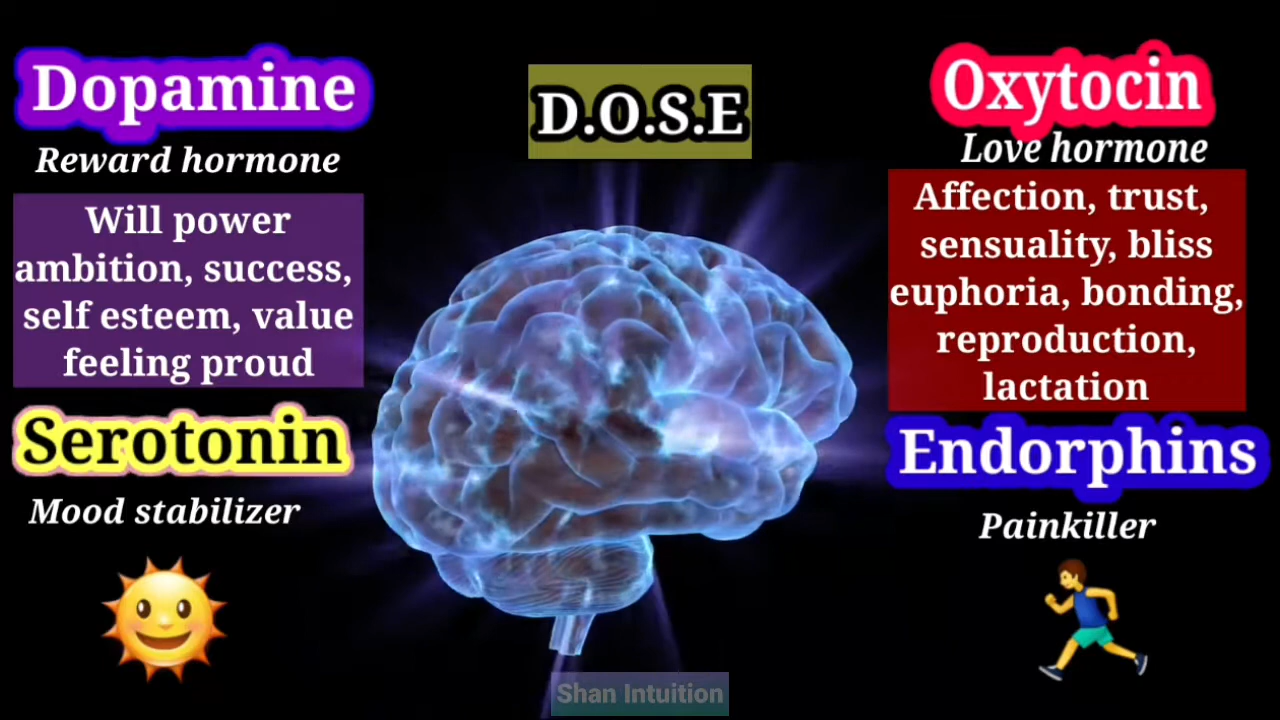 D.O.S.E
Dopamine
Reward hormone
Will power
ambition, success,
self esteem, value
feeling proud
Serotonin
Mood stabilizer
Oxytocin
Love hormone
Affection, trust,
sensuality, bliss
euphoria, bonding,
reproduction,
lactation
Endorphins
Painkiller
Shan Intuition